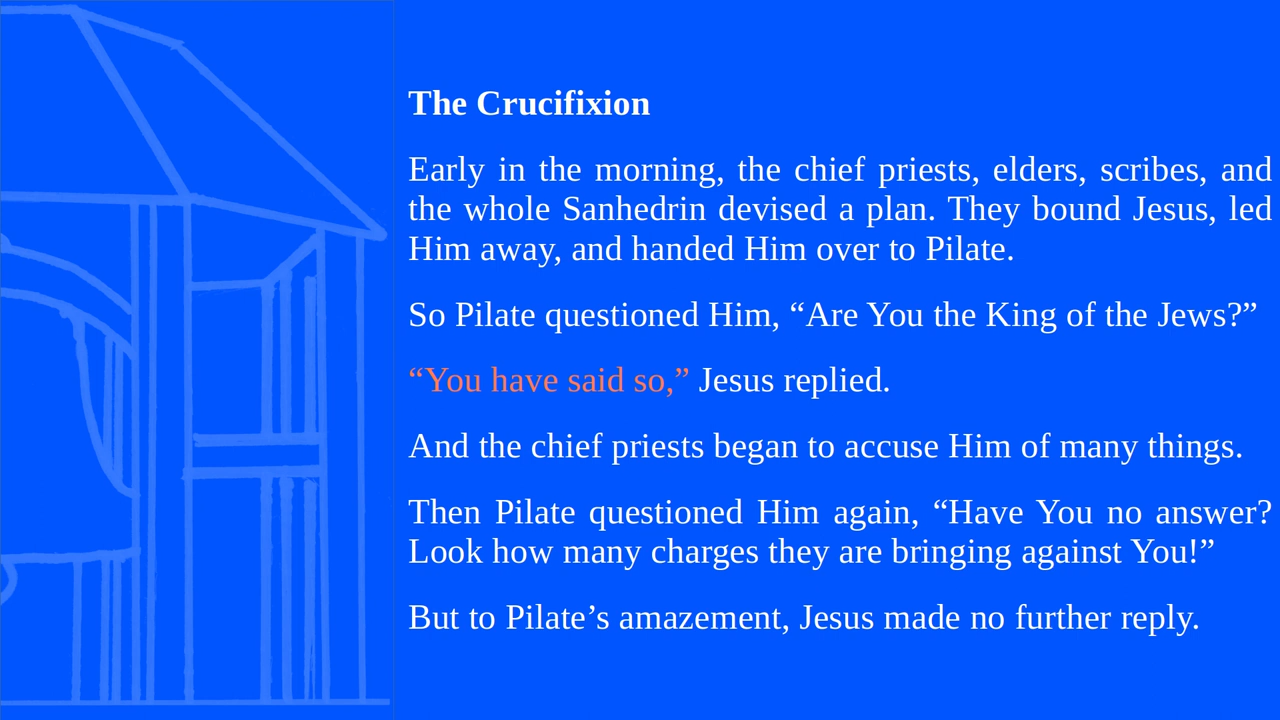 The Crucifixion
Early in the morning, the chief priests, elders, scribes, and
the whole Sanhedrin devised a plan. They bound Jesus, led
Him away, and handed Him over to Pilate.
So Pilate questioned Him, “Are You the King of the Jews?”
“You have said so,” Jesus replied.
And the chief priests began to accuse Him of many things.
Then Pilate questioned Him again, “Have You no answer?
Look how many charges they are bringing against You!”
But to Pilate’s amazement, Jesus made no further reply.